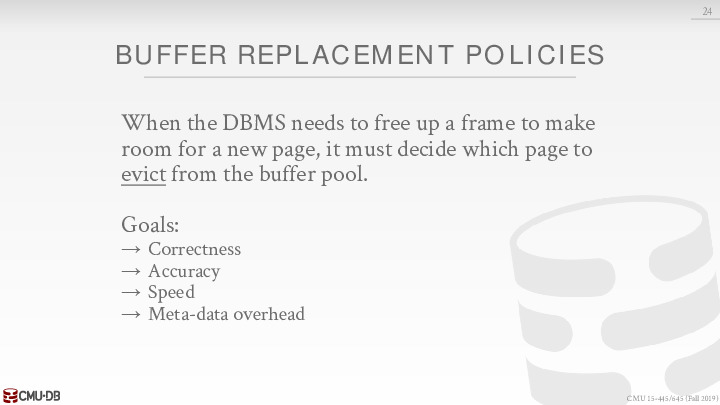 24
BUFFER REPLACEMENT POLICIES
When the DBMS needs to free up a frame to make
room for a new page, it must decide which page to
evict from the buffer pool.
Goals:
→ Correctness
→ Accuracy
→ Speed
→ Meta-data overhead
CMU·DB
CMU 15-445/645 (Fall 2019)